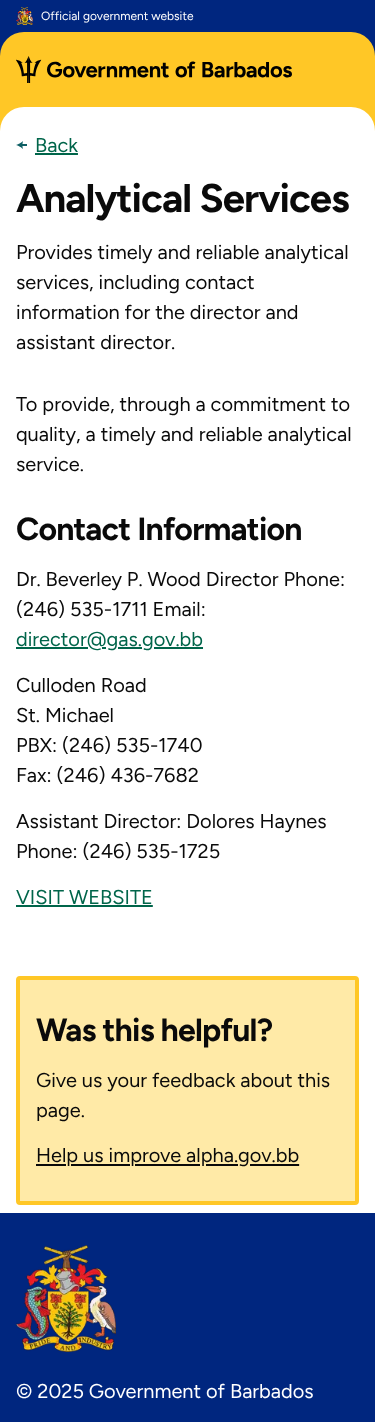 Official government website
Government of Barbados
Back
Analytical Services
Provides timely and reliable analytical
services, including contact
information for the director and
assistant director.
To provide, through a commitment to
quality, a timely and reliable analytical
service.
Contact Information
Dr. Beverley P. Wood Director Phone:
(246) 535-1711 Email:
director@gas.gov.bb
Culloden Road
St. Michael
PBX: (246) 535-1740
Fax: (246) 436-7682
Assistant Director: Dolores Haynes
Phone: (246) 535-1725
VISIT WEBSITE
Was this helpful?
Give us your feedback about this
page.
Help us improve alpha.gov.bb
PRIDE AND INDUSTRY
© 2025 Government of Barbados